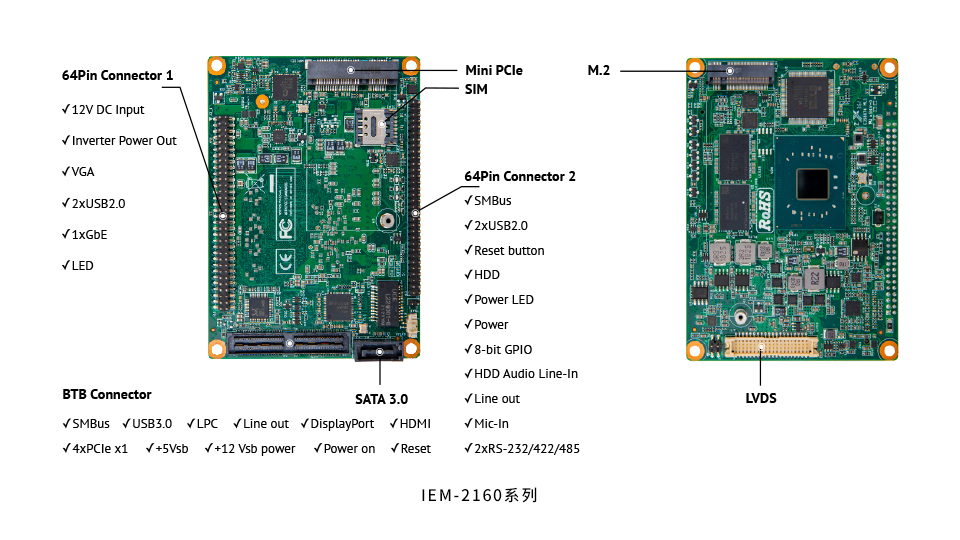 64Pin Connector 1
✓12V DC Input
✓Inverter Power Out
✓VGA
✓2xUSB2.0
✓1xGbE
✓LED
Mini PCIe
SIM
64Pin Connector 2
✓SMBus
✓2xUSB2.0
✓Reset button
✓HDD
✓Power LED
✓Power
✓8-bit GPIO
✓HDD Audio Line-In
✓Line out
✓Mic-In
✓2xRS-232/422/485
BTB Connector
✓SMBus ✓USB3.0 ✓LPC ✓Line out ✓DisplayPort ✓HDMI
✓4xPCIe x1 ✓+5Vsb ✓+12 Vsb power ✓Power on ✓Reset
SATA 3.0
M.2
RoHS
R22
LVDS
FC
CE
IEM-2160系列